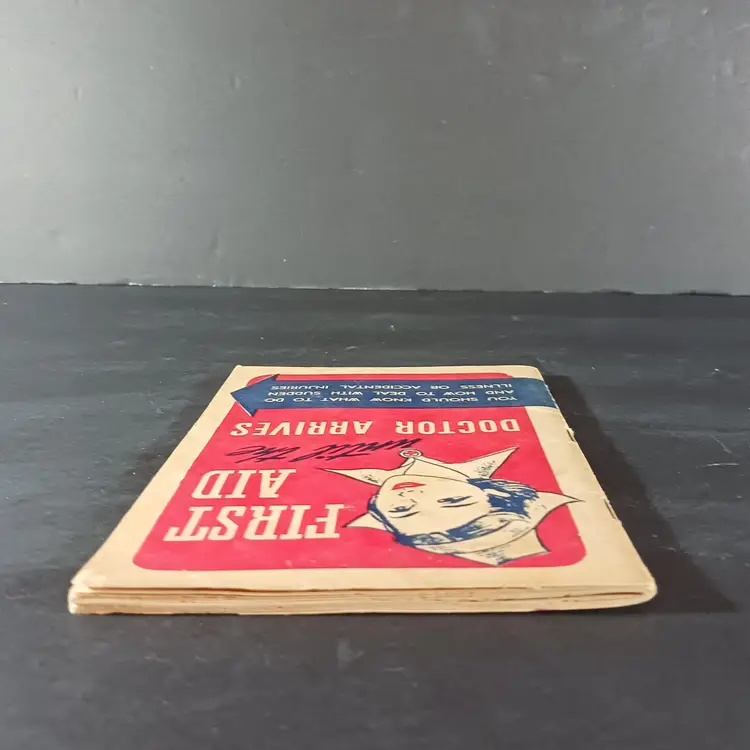 FIRST
AID
until the
DOCTOR ARRIVES
YOU SHOULD KNOW WHAT TO DO
AND HOW TO DEAL WITH SUDDEN
ILLNESS OR ACCIDENTAL INJURIES